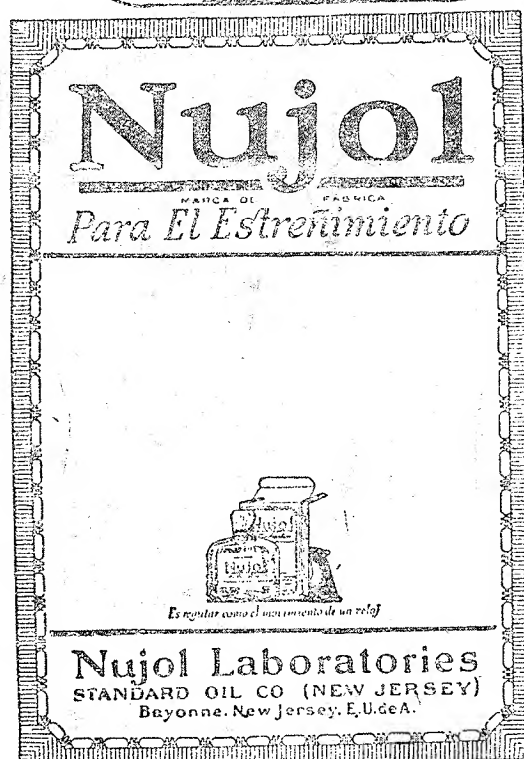 Nujol
MARCA DE FABRICA
Para El Estreñimiento
Nujol
Nujol
Es regular como el movimiento de un reloj
Nujol Laboratories
STANDARD OIL CO (NEW JERSEY)
Bayonne, New Jersey, E.U.de A.